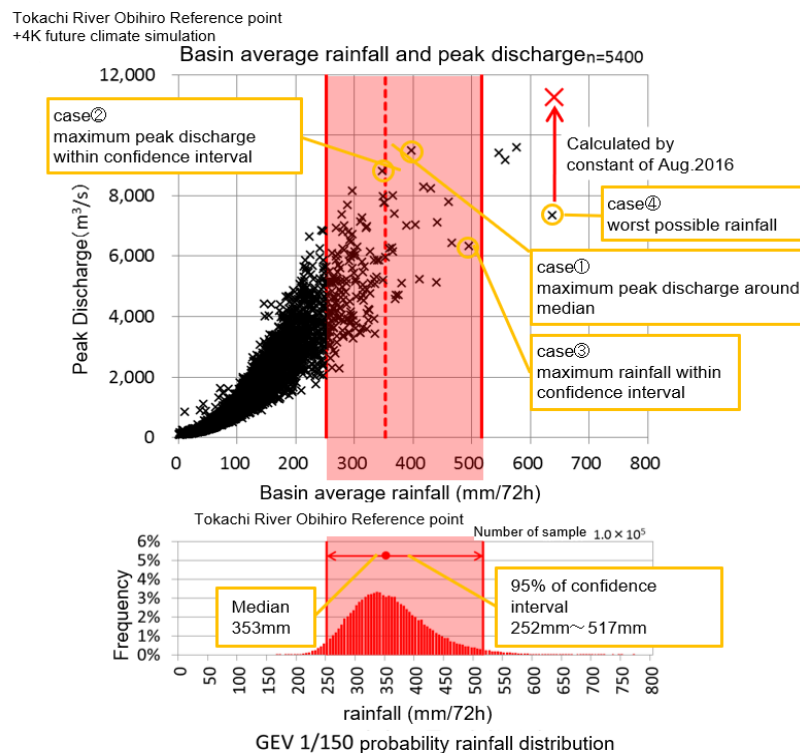 Tokachi River Obihiro Reference point
+4K future climate simulation
Basin average rainfall and peak discharge n=5400
12,000
10,000
8,000
6,000
4,000
2,000
0
Peak Discharge(m³/s)
case②
maximum peak discharge
within confidence interval
Calculated by
constant of Aug.2016
case④
worst possible rainfall
case①
maximum peak discharge around
median
case③
maximum rainfall within
confidence interval
0 100 200 300 400 500 600 700 800
Basin average rainfall (mm/72h)
Tokachi River Obihiro Reference point
Number of sample 1.0×10⁵
6%
5%
4%
3%
2%
1%
0%
Frequency
Median
353mm
95% of confidence
interval
252mm～517mm
0 50 100 150 200 250 300 350 400 450 500 550 600 650 700 750 800
rainfall (mm/72h)
GEV 1/150 probability rainfall distribution